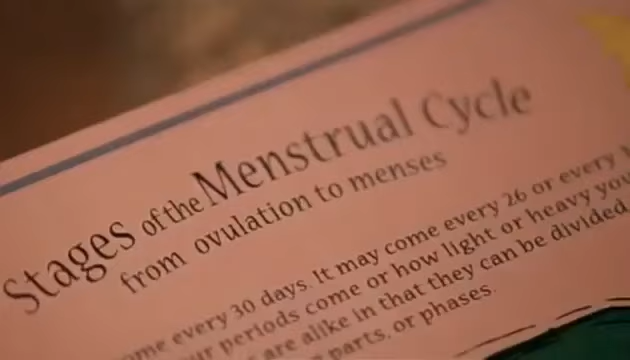 Stages of the Menstrual Cycle
from ovulation to menses
ome every 30 days. It may come every 26 or every
ur periods come or how light or heavy you
are alike in that they can be divided
parts, or phases.